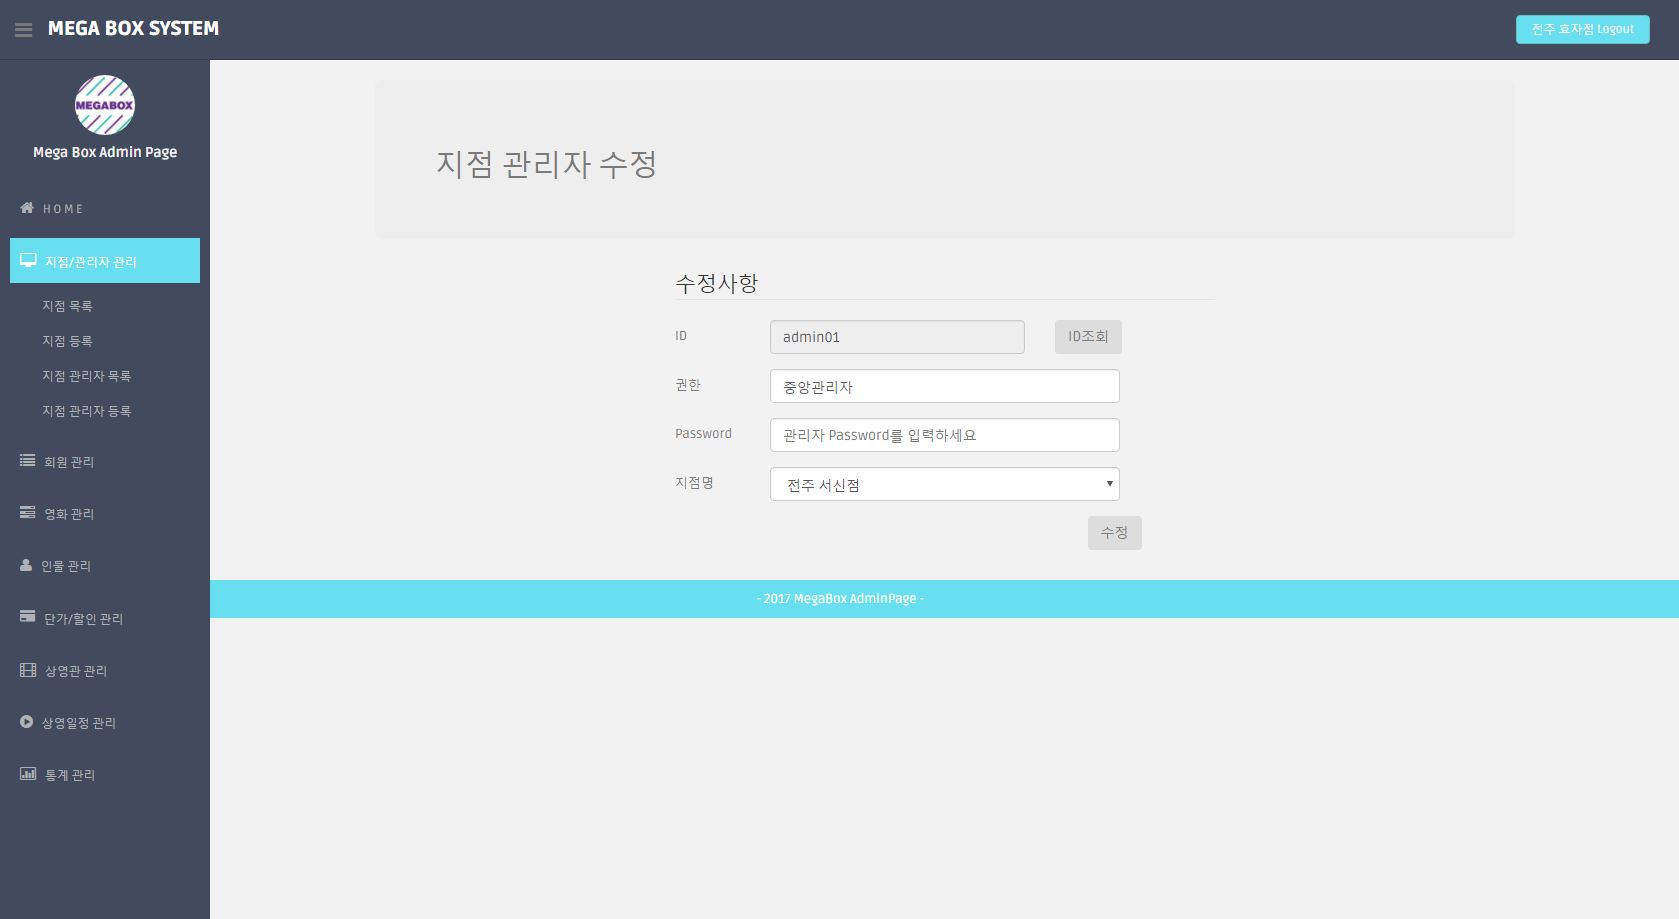 MEGA BOX SYSTEM
전주 효자점 Logout
MEGABOX
Mega Box Admin Page
HOME
지점/관리자 관리
지점 목록
지점 등록
지점 관리자 목록
지점 관리자 등록
회원 관리
영화 관리
인물 관리
단가/할인 관리
상영관 관리
상영일정 관리
통계 관리
지점 관리자 수정
수정사항
ID admin01 ID조회
권한 중앙관리자
Password 관리자 Password를 입력하세요
지점명 전주 서신점
수정
- 2017 MegaBox AdminPage -